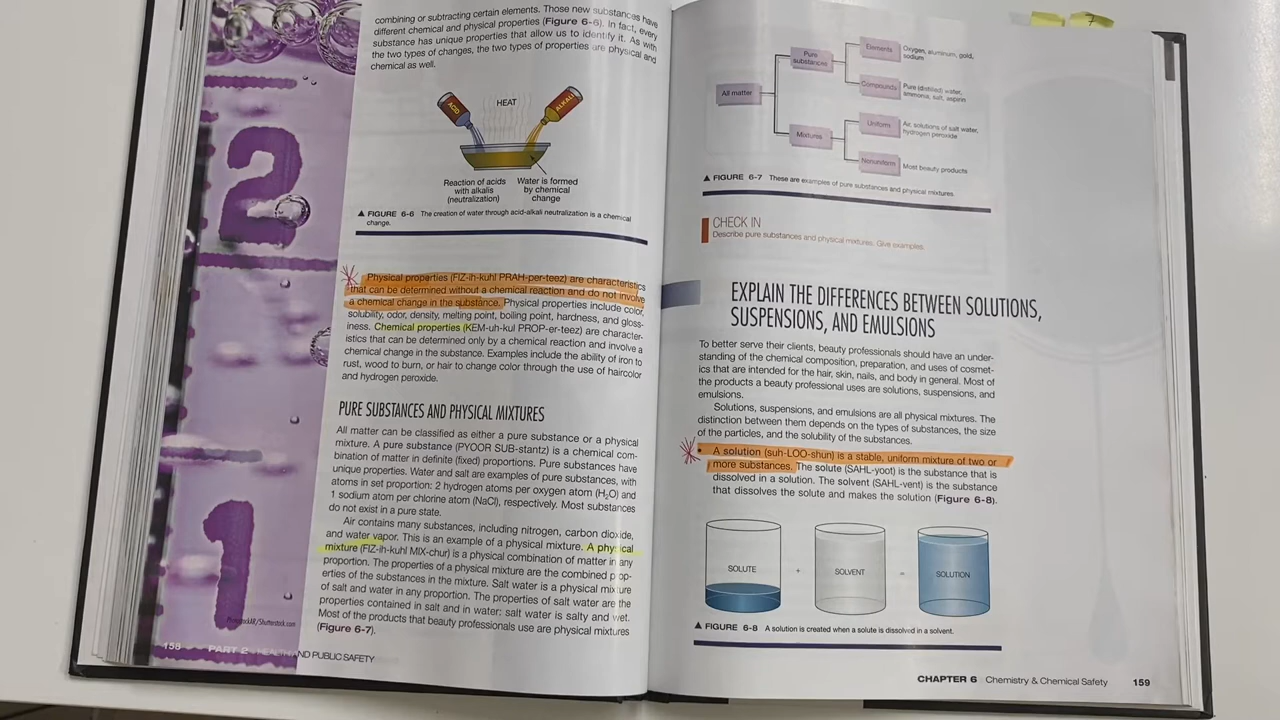 combining or subtracting certain elements. Those new substances have
different chemical and physical properties (Figure 6-6). In fact, every
substance has unique properties that allow us to identify it. As with
the two types of changes, the two types of properties are physical and
chemical as well.
ACID
HEAT
ALKALI
Reaction of acids
with alkalis
(neutralization)
Water is formed
by chemical
change
▲ FIGURE 6-6 The creation of water through acid-alkali neutralization is a chemical
change.
Physical properties (FIZ-ih-kuhl PRAH-per-teez) are characteristics
that can be determined without a chemical reaction and do not involve
a chemical change in the substance. Physical properties include color,
solubility, odor, density, melting point, boiling point, hardness, and gloss-
iness. Chemical properties (KEM-uh-kul PROP-er-teez) are character-
istics that can be determined only by a chemical reaction and involve a
chemical change in the substance. Examples include the ability of iron to
rust, wood to burn, or hair to change color through the use of haircolor
and hydrogen peroxide.
PURE SUBSTANCES AND PHYSICAL MIXTURES
All matter can be classified as either a pure substance or a physical
mixture. A pure substance (PYOOR SUB-stantz) is a chemical com-
bination of matter in definite (fixed) proportions. Pure substances have
unique properties. Water and salt are examples of pure substances, with
atoms in set proportion: 2 hydrogen atoms per oxygen atom (H₂O) and
1 sodium atom per chlorine atom (NaCl), respectively. Most substances
do not exist in a pure state.
Air contains many substances, including nitrogen, carbon dioxide,
and water vapor. This is an example of a physical mixture. A physical
mixture (FIZ-ih-kuhl MIX-chur) is a physical combination of matter in any
proportion. The properties of a physical mixture are the combined prop-
erties of the substances in the mixture. Salt water is a physical mixture
of salt and water in any proportion. The properties of salt water are the
properties contained in salt and in water: salt water is salty and wet.
Most of the products that beauty professionals use are physical mixtures
(Figure 6-7).
2
1
/Shutterstock.com
158 PART 2 HEALTH AND PUBLIC SAFETY
7
All matter
Pure
substances
Mixtures
Elements
Oxygen, aluminum, gold,
sodium
Compounds
Pure (distilled) water,
ammonia, salt, aspirin
Uniform
Air, solutions of salt water,
hydrogen peroxide
Nonuniform
Most beauty products
▲ FIGURE 6-7 These are examples of pure substances and physical mixtures.
CHECK IN
Describe pure substances and physical mixtures. Give examples.
EXPLAIN THE DIFFERENCES BETWEEN SOLUTIONS,
SUSPENSIONS, AND EMULSIONS
To better serve their clients, beauty professionals should have an under-
standing of the chemical composition, preparation, and uses of cosmet-
ics that are intended for the hair, skin, nails, and body in general. Most of
the products a beauty professional uses are solutions, suspensions, and
emulsions.
Solutions, suspensions, and emulsions are all physical mixtures. The
distinction between them depends on the types of substances, the size
of the particles, and the solubility of the substances.
• A solution (suh-LOO-shun) is a stable, uniform mixture of two or
more substances. The solute (SAHL-yoot) is the substance that is
dissolved in a solution. The solvent (SAHL-vent) is the substance
that dissolves the solute and makes the solution (Figure 6-8).
SOLUTE + SOLVENT = SOLUTION
▲ FIGURE 6-8 A solution is created when a solute is dissolved in a solvent.
CHAPTER 6 Chemistry & Chemical Safety 159